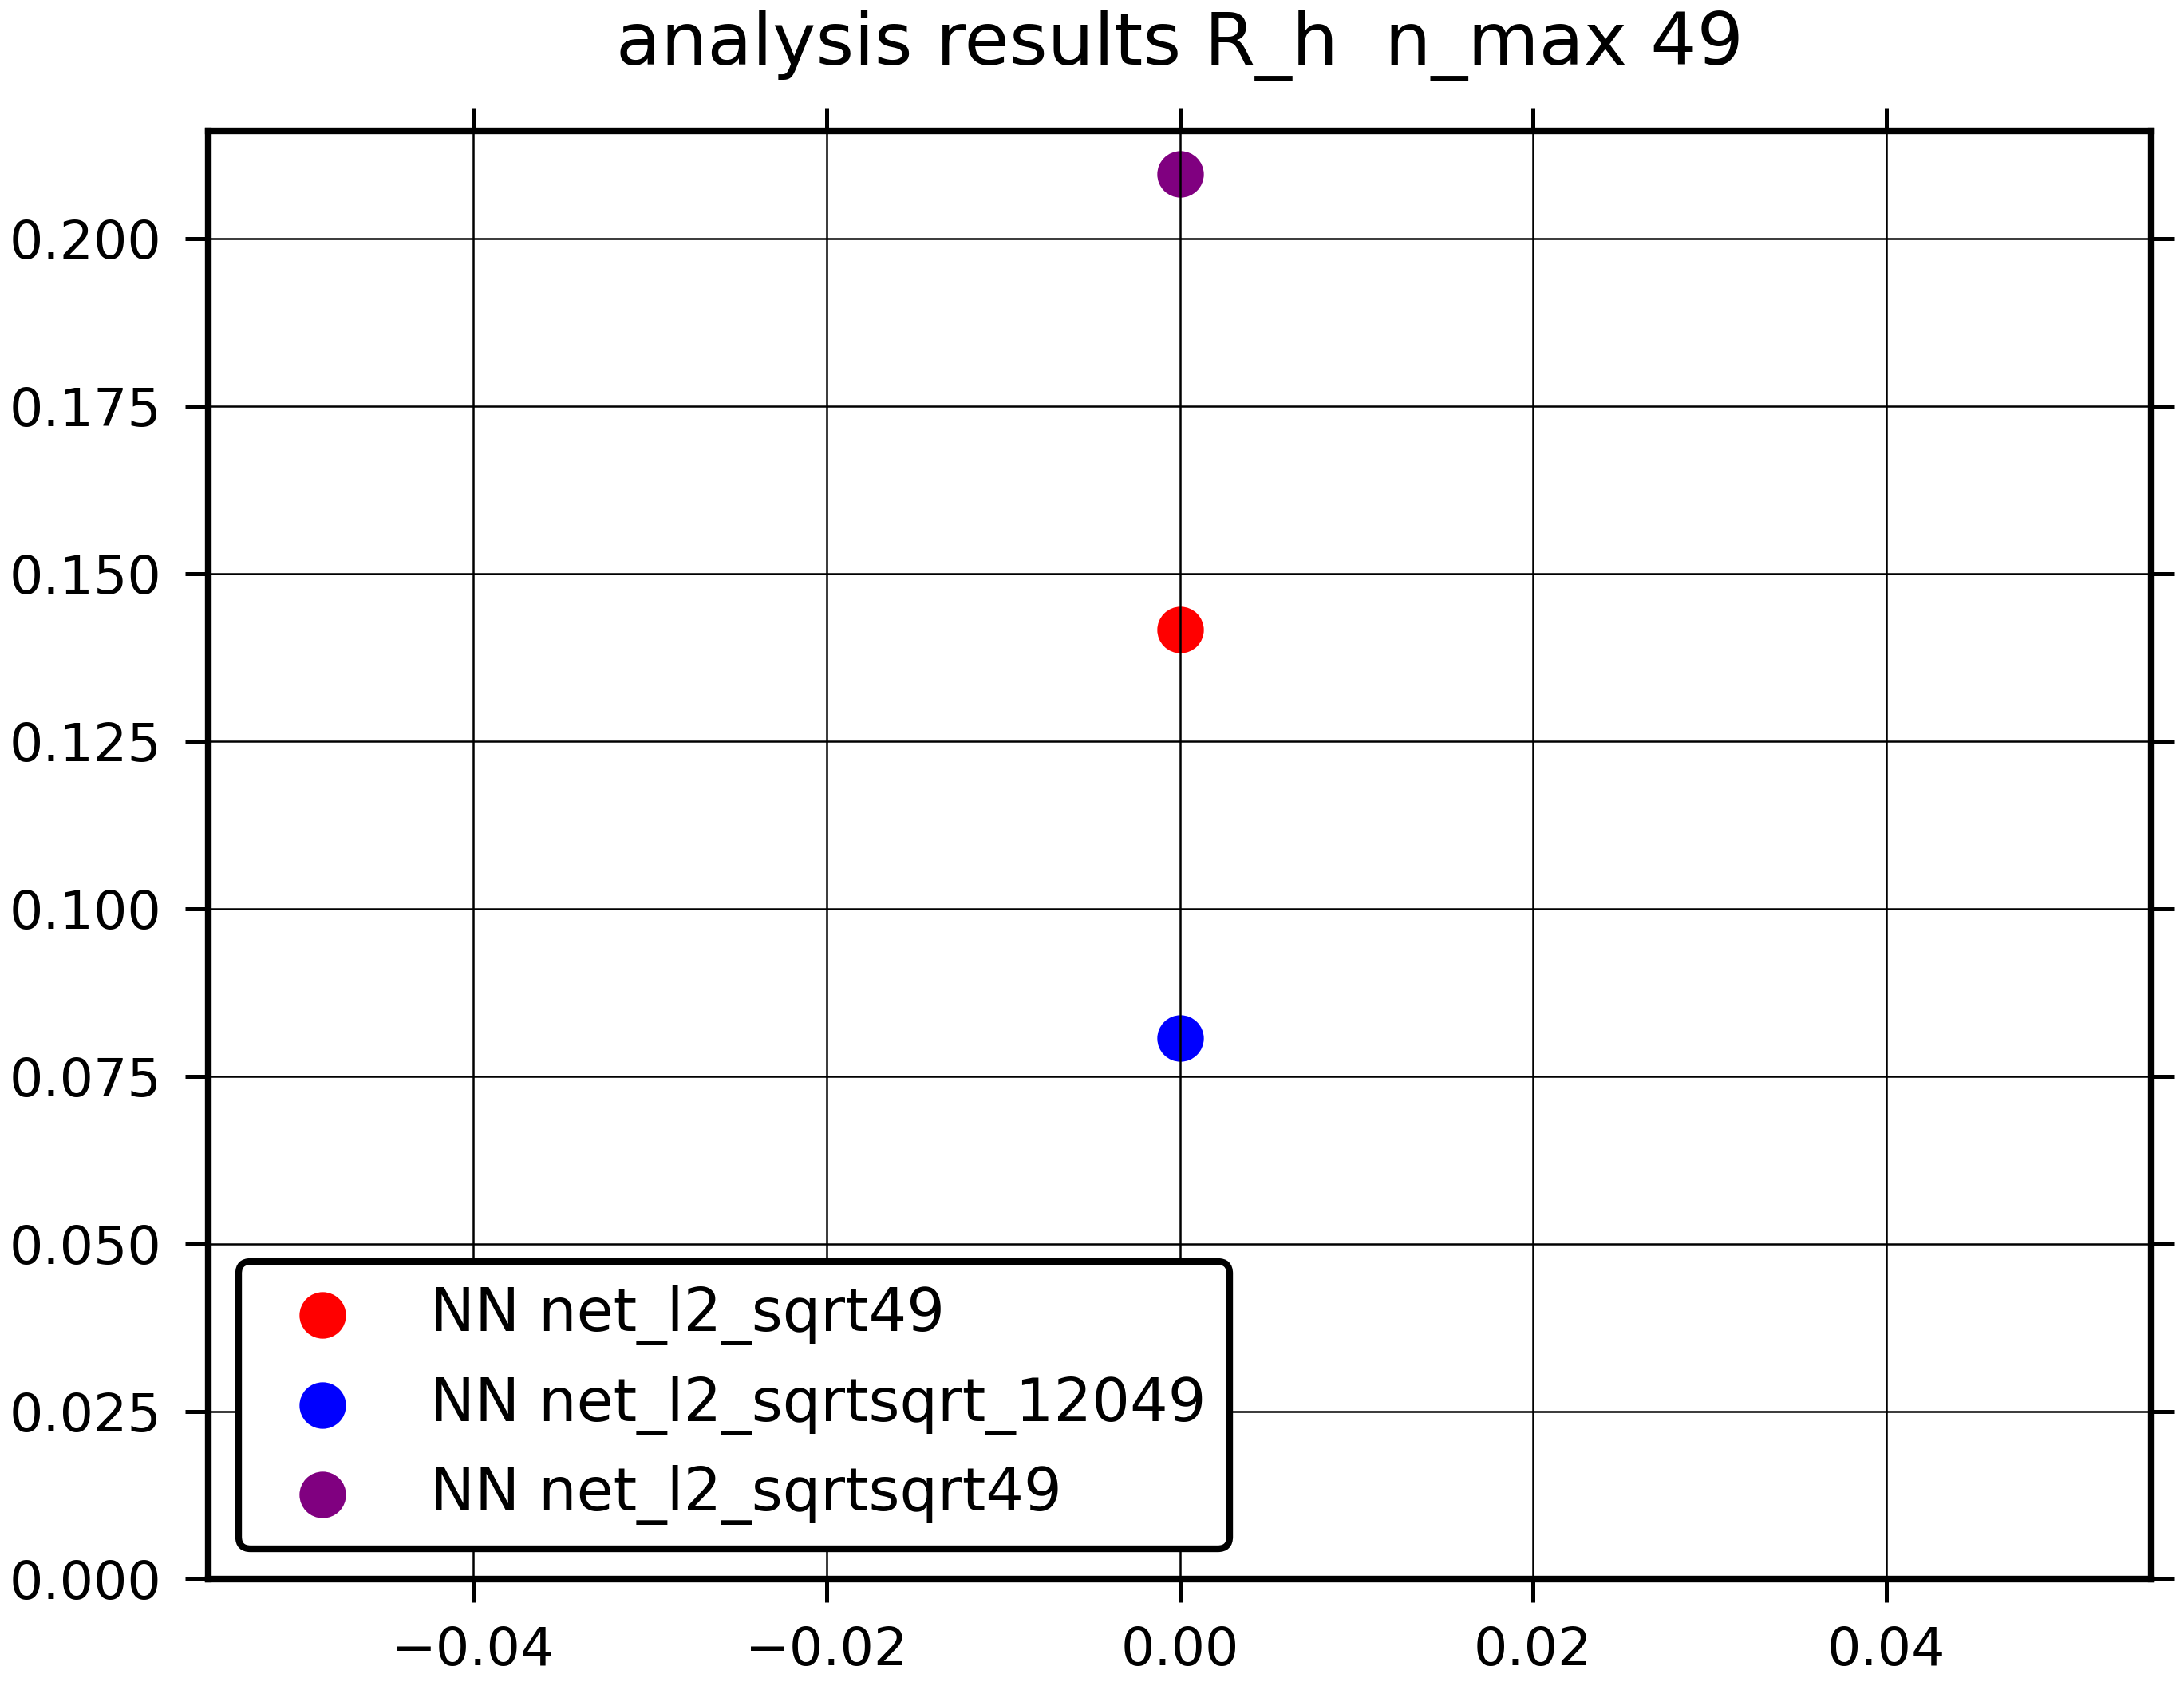 analysis results R_h  n_max 49
0.200
0.175
0.150
0.125
0.100
0.075
0.050
0.025
0.000
NN net_l2_sqrt49
NN net_l2_sqrtsqrt_12049
NN net_l2_sqrtsqrt49
−0.04 −0.02 0.00 0.02 0.04